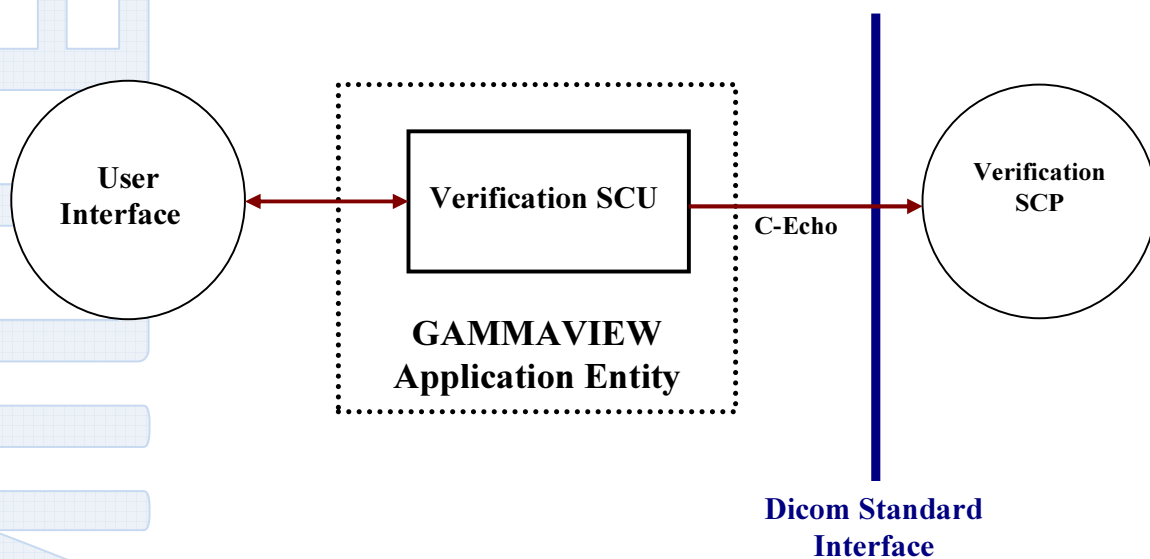 User
Interface
Verification SCU
C-Echo
Verification
SCP
GAMMAVIEW
Application Entity
Dicom Standard
Interface